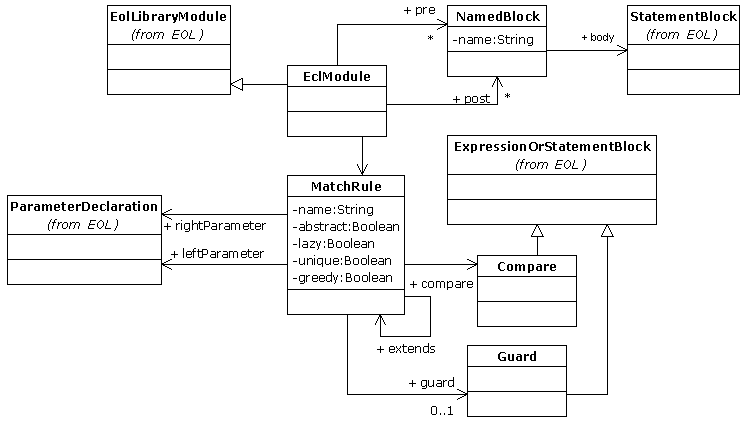 EolLibraryModule
(from EOL)
+ pre
*
NamedBlock
-name:String
StatementBlock
(from EOL)
+ body
EclModule
+ post
*
ExpressionOrStatementBlock
(from EOL)
ParameterDeclaration
(from EOL)
+ rightParameter
+ leftParameter
MatchRule
-name:String
-abstract:Boolean
-lazy:Boolean
-unique:Boolean
-greedy:Boolean
+ compare
Compare
+ extends
Guard
+ guard
0..1